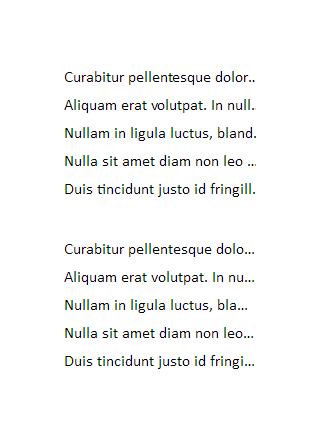 Curabitur pellentesque dolor..
Aliquam erat volutpat. In null.
Nullam in ligula luctus, bland.
Nulla sit amet diam non leo ...
Duis tincidunt justo id fringill.
Curabitur pellentesque dolo...
Aliquam erat volutpat. In nu...
Nullam in ligula luctus, bla...
Nulla sit amet diam non leo...
Duis tincidunt justo id fringi...